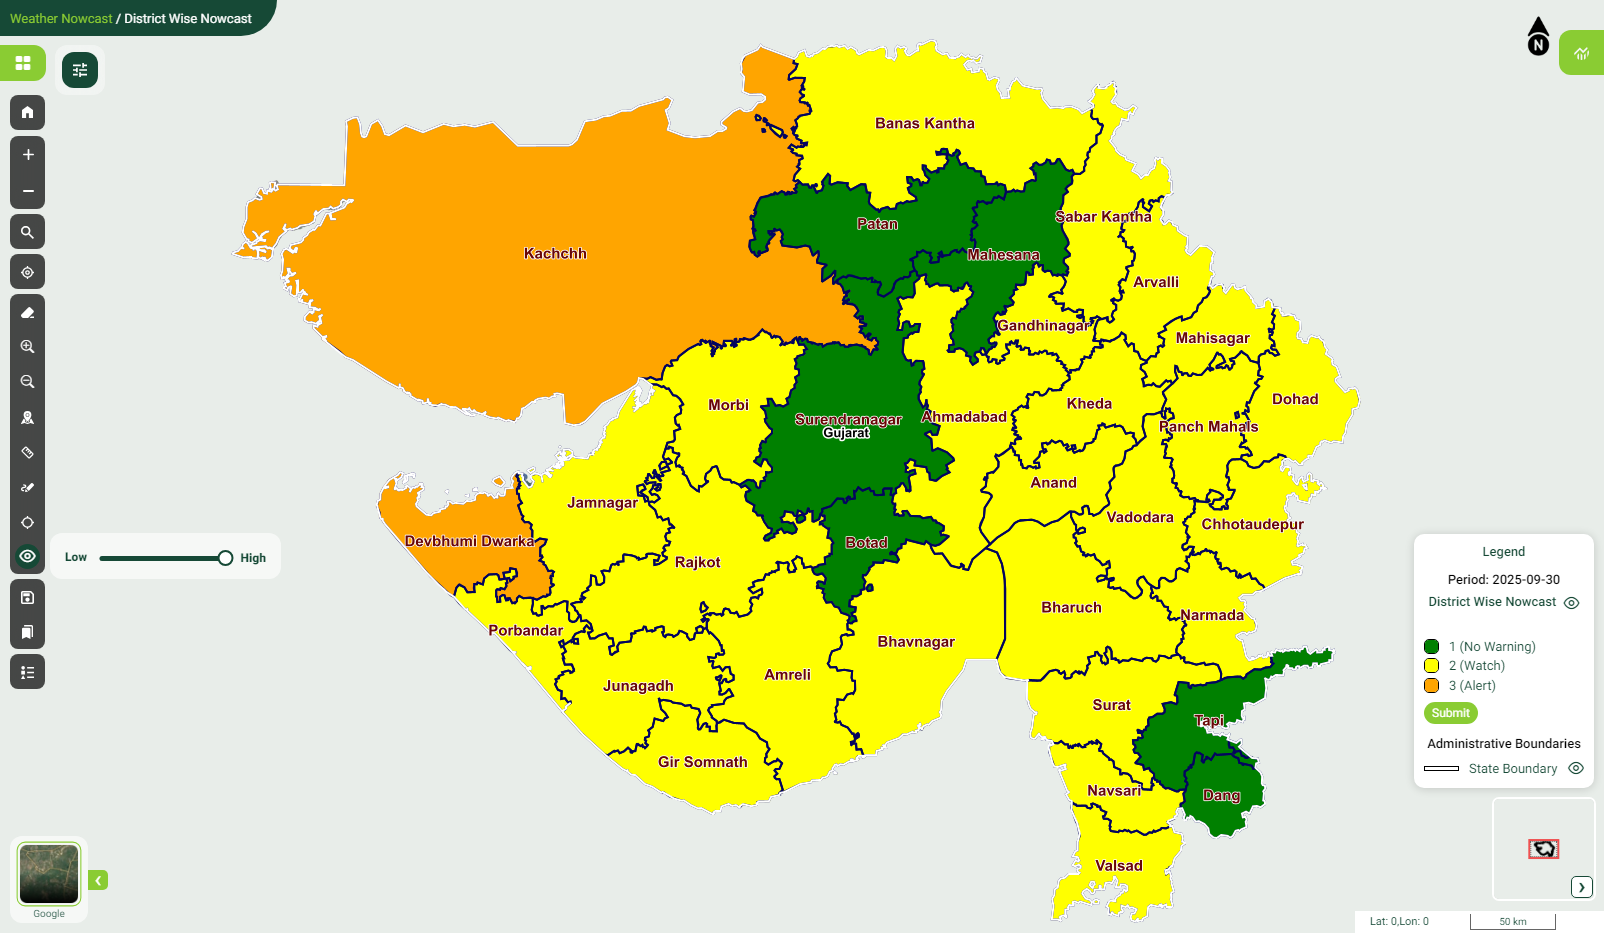 Weather Nowcast / District Wise Nowcast
N
Banas Kantha
Patan
Sabar Kantha
Kachchh
Mahesana
Arvalli
Gandhinagar
Mahisagar
Morbi
Kheda
Dohad
Surendranagar
Ahmadabad
Gujarat
Panch Mahals
Anand
Jamnagar
Vadodara
Chhotaudepur
Devbhumi Dwarka
Botad
Low
High
Rajkot
Bharuch
Narmada
Porbandar
Bhavnagar
Junagadh
Amreli
Surat
Tapi
Gir Somnath
Navsari
Dang
Valsad
Legend
Period: 2025-09-30
District Wise Nowcast
1 (No Warning)
2 (Watch)
3 (Alert)
Submit
Administrative Boundaries
State Boundary
Google
Lat: 0,Lon: 0
50 km